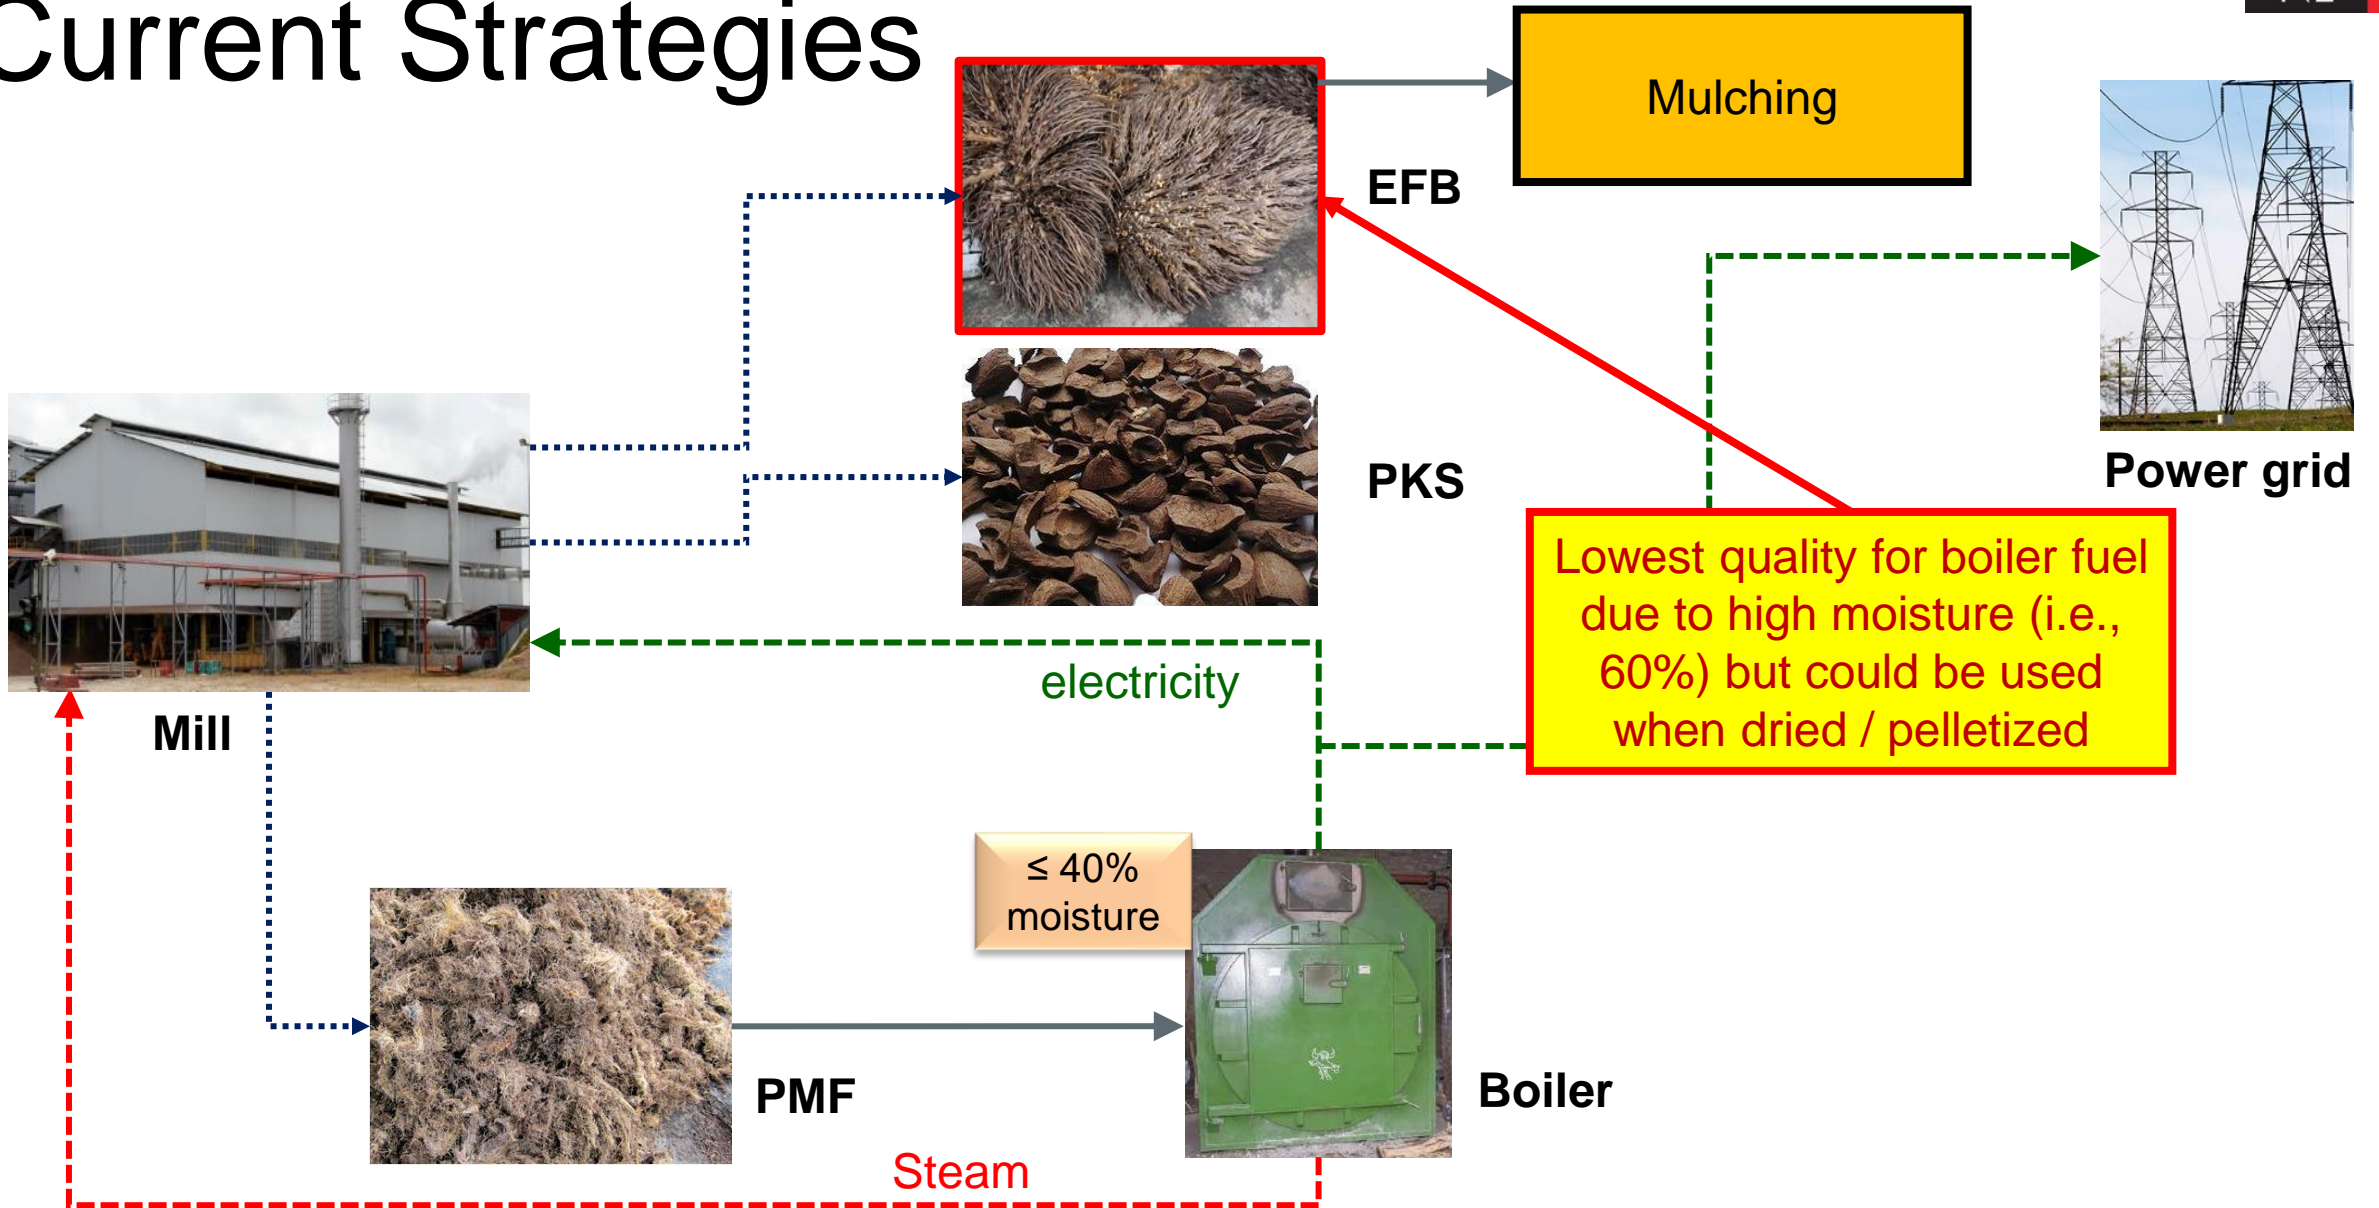 Current Strategies
Mulching
EFB
PKS
Power grid
Lowest quality for boiler fuel
due to high moisture (i.e.,
60%) but could be used
when dried / pelletized
electricity
Mill
≤ 40%
moisture
PMF
Boiler
Steam